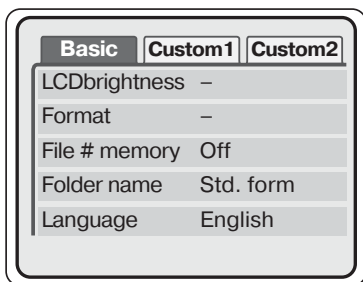 Basic Custom1 Custom2
LCDbrightness –
Format –
File # memory Off
Folder name Std. form
Language English